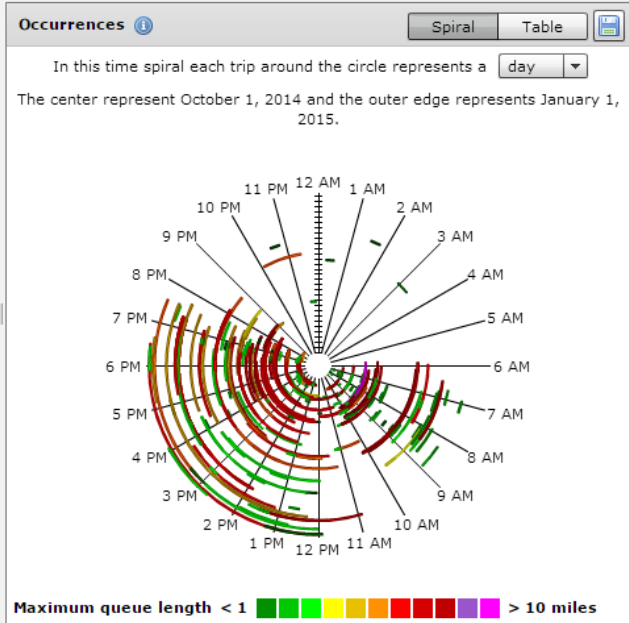 Occurrences
Spiral Table
In this time spiral each trip around the circle represents a day
The center represent October 1, 2014 and the outer edge represents January 1,
2015.
12 AM
1 AM
2 AM
3 AM
4 AM
5 AM
6 AM
7 AM
8 AM
9 AM
10 AM
11 AM
12 PM
1 PM
2 PM
3 PM
4 PM
5 PM
6 PM
7 PM
8 PM
9 PM
10 PM
11 PM
Maximum queue length < 1 > 10 miles